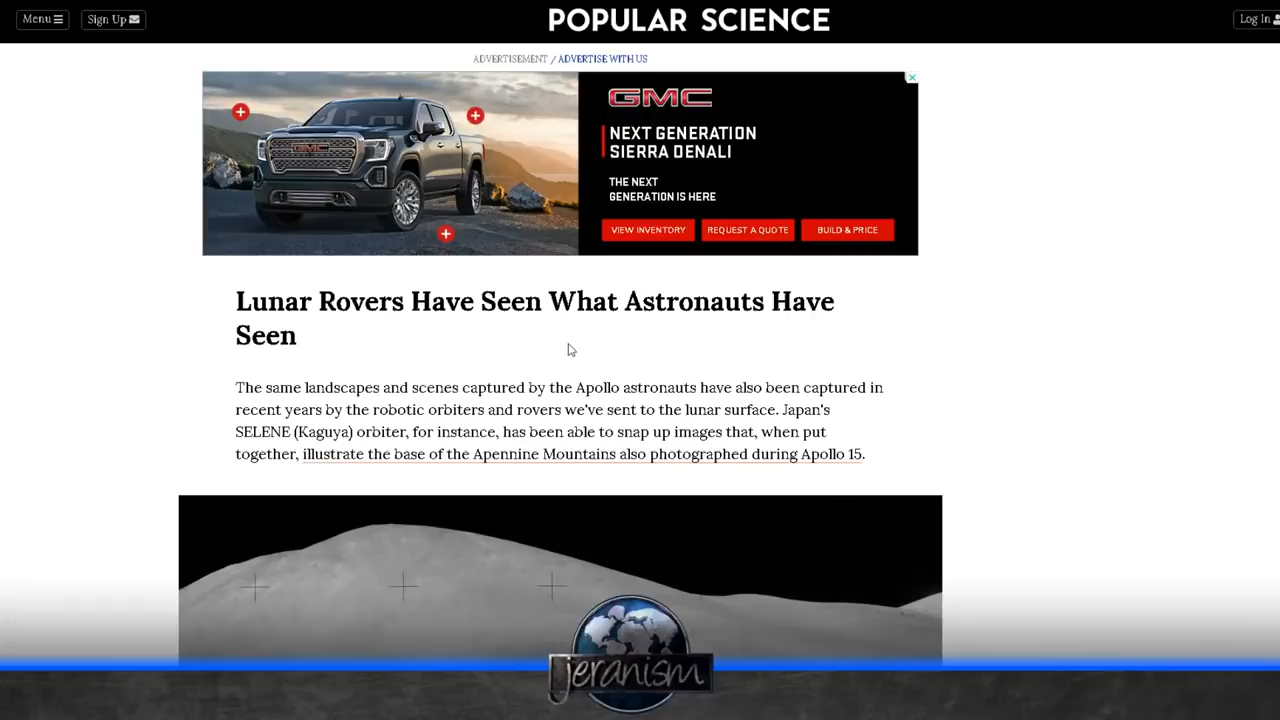 Menu
Sign Up
POPULAR SCIENCE
Log In
ADVERTISEMENT / ADVERTISE WITH US
GMC
GMC
NEXT GENERATION
SIERRA DENALI
THE NEXT
GENERATION IS HERE
VIEW INVENTORY
REQUEST A QUOTE
BUILD & PRICE
Lunar Rovers Have Seen What Astronauts Have
Seen
The same landscapes and scenes captured by the Apollo astronauts have also been captured in
recent years by the robotic orbiters and rovers we've sent to the lunar surface. Japan's
SELENE (Kaguya) orbiter, for instance, has been able to snap up images that, when put
together, illustrate the base of the Apennine Mountains also photographed during Apollo 15.
jeranism